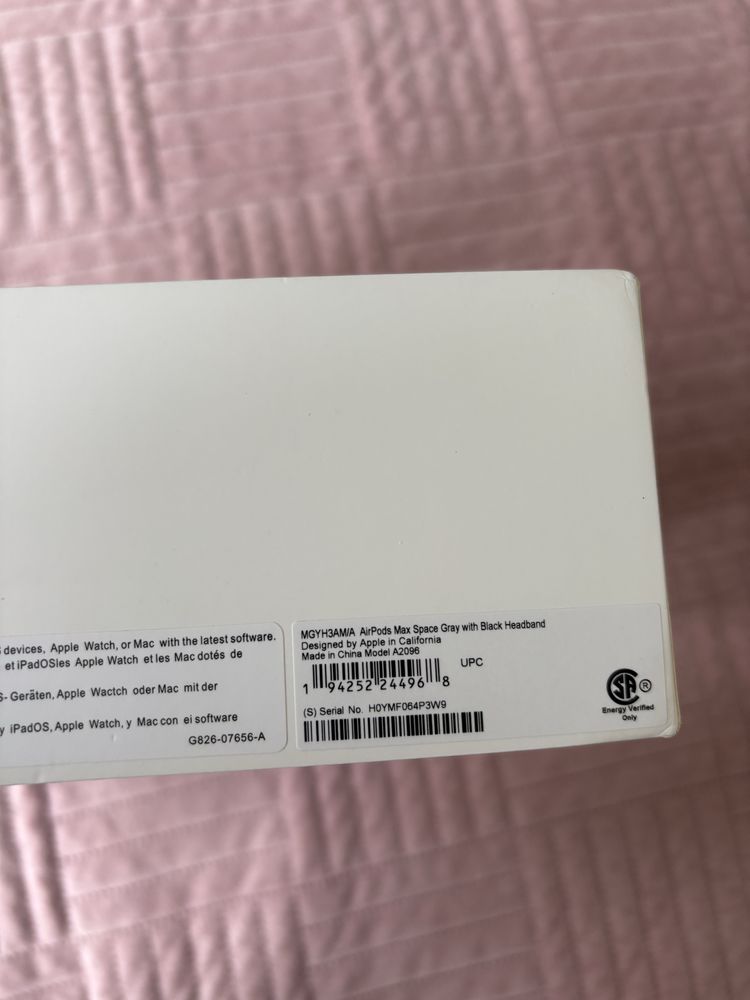 devices, Apple Watch, or Mac with the latest software.
et iPadOSles Apple Watch et les Mac dotés de
S- Geräten, Apple Wactch oder Mac mit der
y iPadOS, Apple Watch, y Mac con ei software
G826-07656-A
MGYH3AM/A AirPods Max Space Gray with Black Headband
Designed by Apple in California
Made in China Model A2096
UPC
1 94252 24496 8
(S) Serial No. H0YMF064P3W9
SA ®
Energy Verified
Only